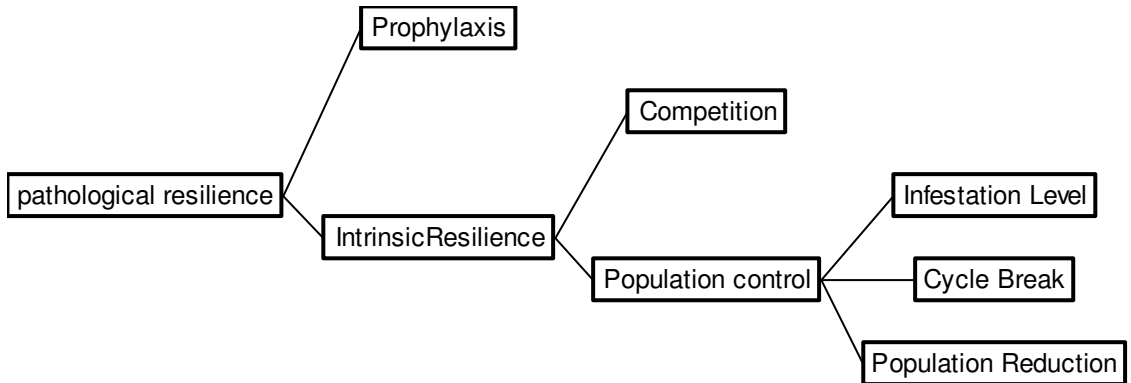 Prophylaxis
Competition
pathological resilience
Infestation Level
IntrinsicResilience
Population control
Cycle Break
Population Reduction